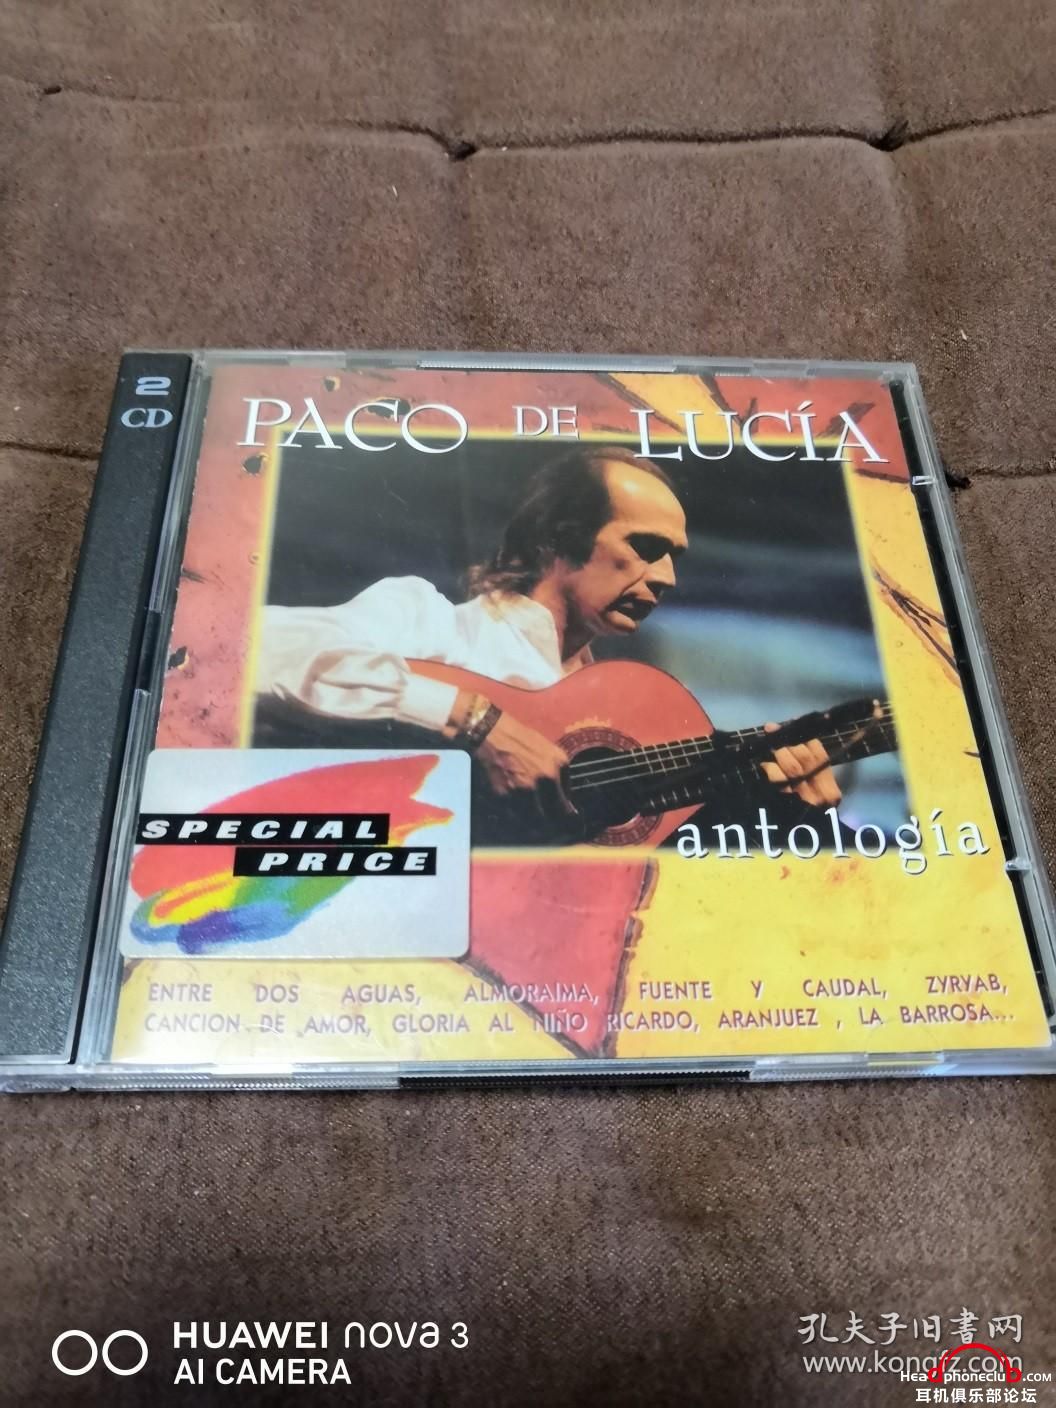 2
CD
PACO DE LUCÍA
antología
SPECIAL
PRICE
ENTRE DOS AGUAS, ALMORAIMA, FUENTE Y CAUDAL, ZYRYAB,
CANCION DE AMOR, GLORIA AL NIÑO RICARDO, ARANJUEZ , LA BARROSA...
HUAWEI nova 3
AI CAMERA
孔夫子旧書网
www.kongfz.com
Headphoneclub.com
耳机俱乐部论坛